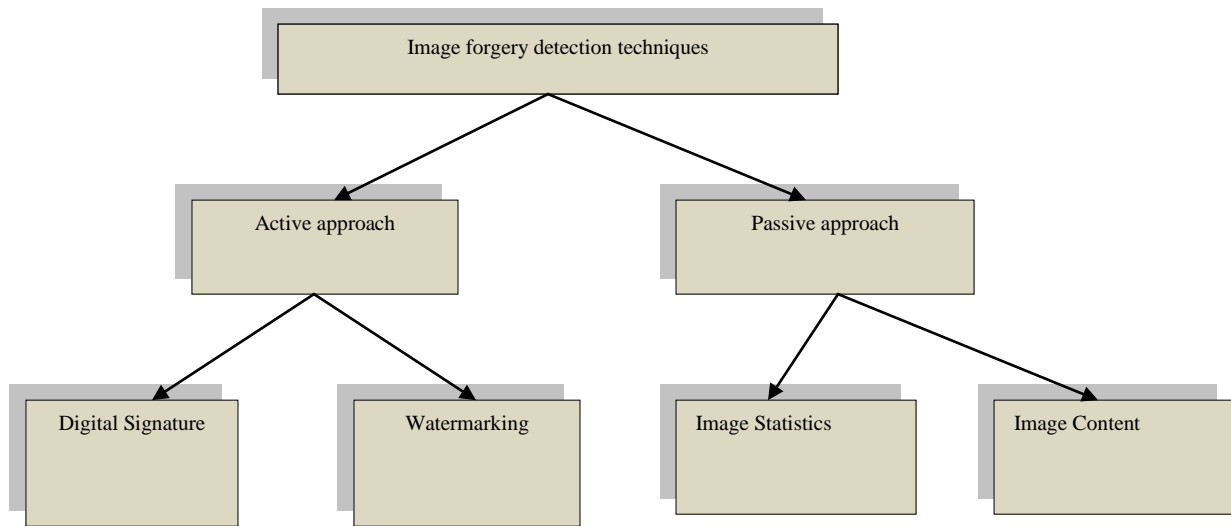 Image forgery detection techniques
Active approach
Passive approach
Digital Signature
Watermarking
Image Statistics
Image Content